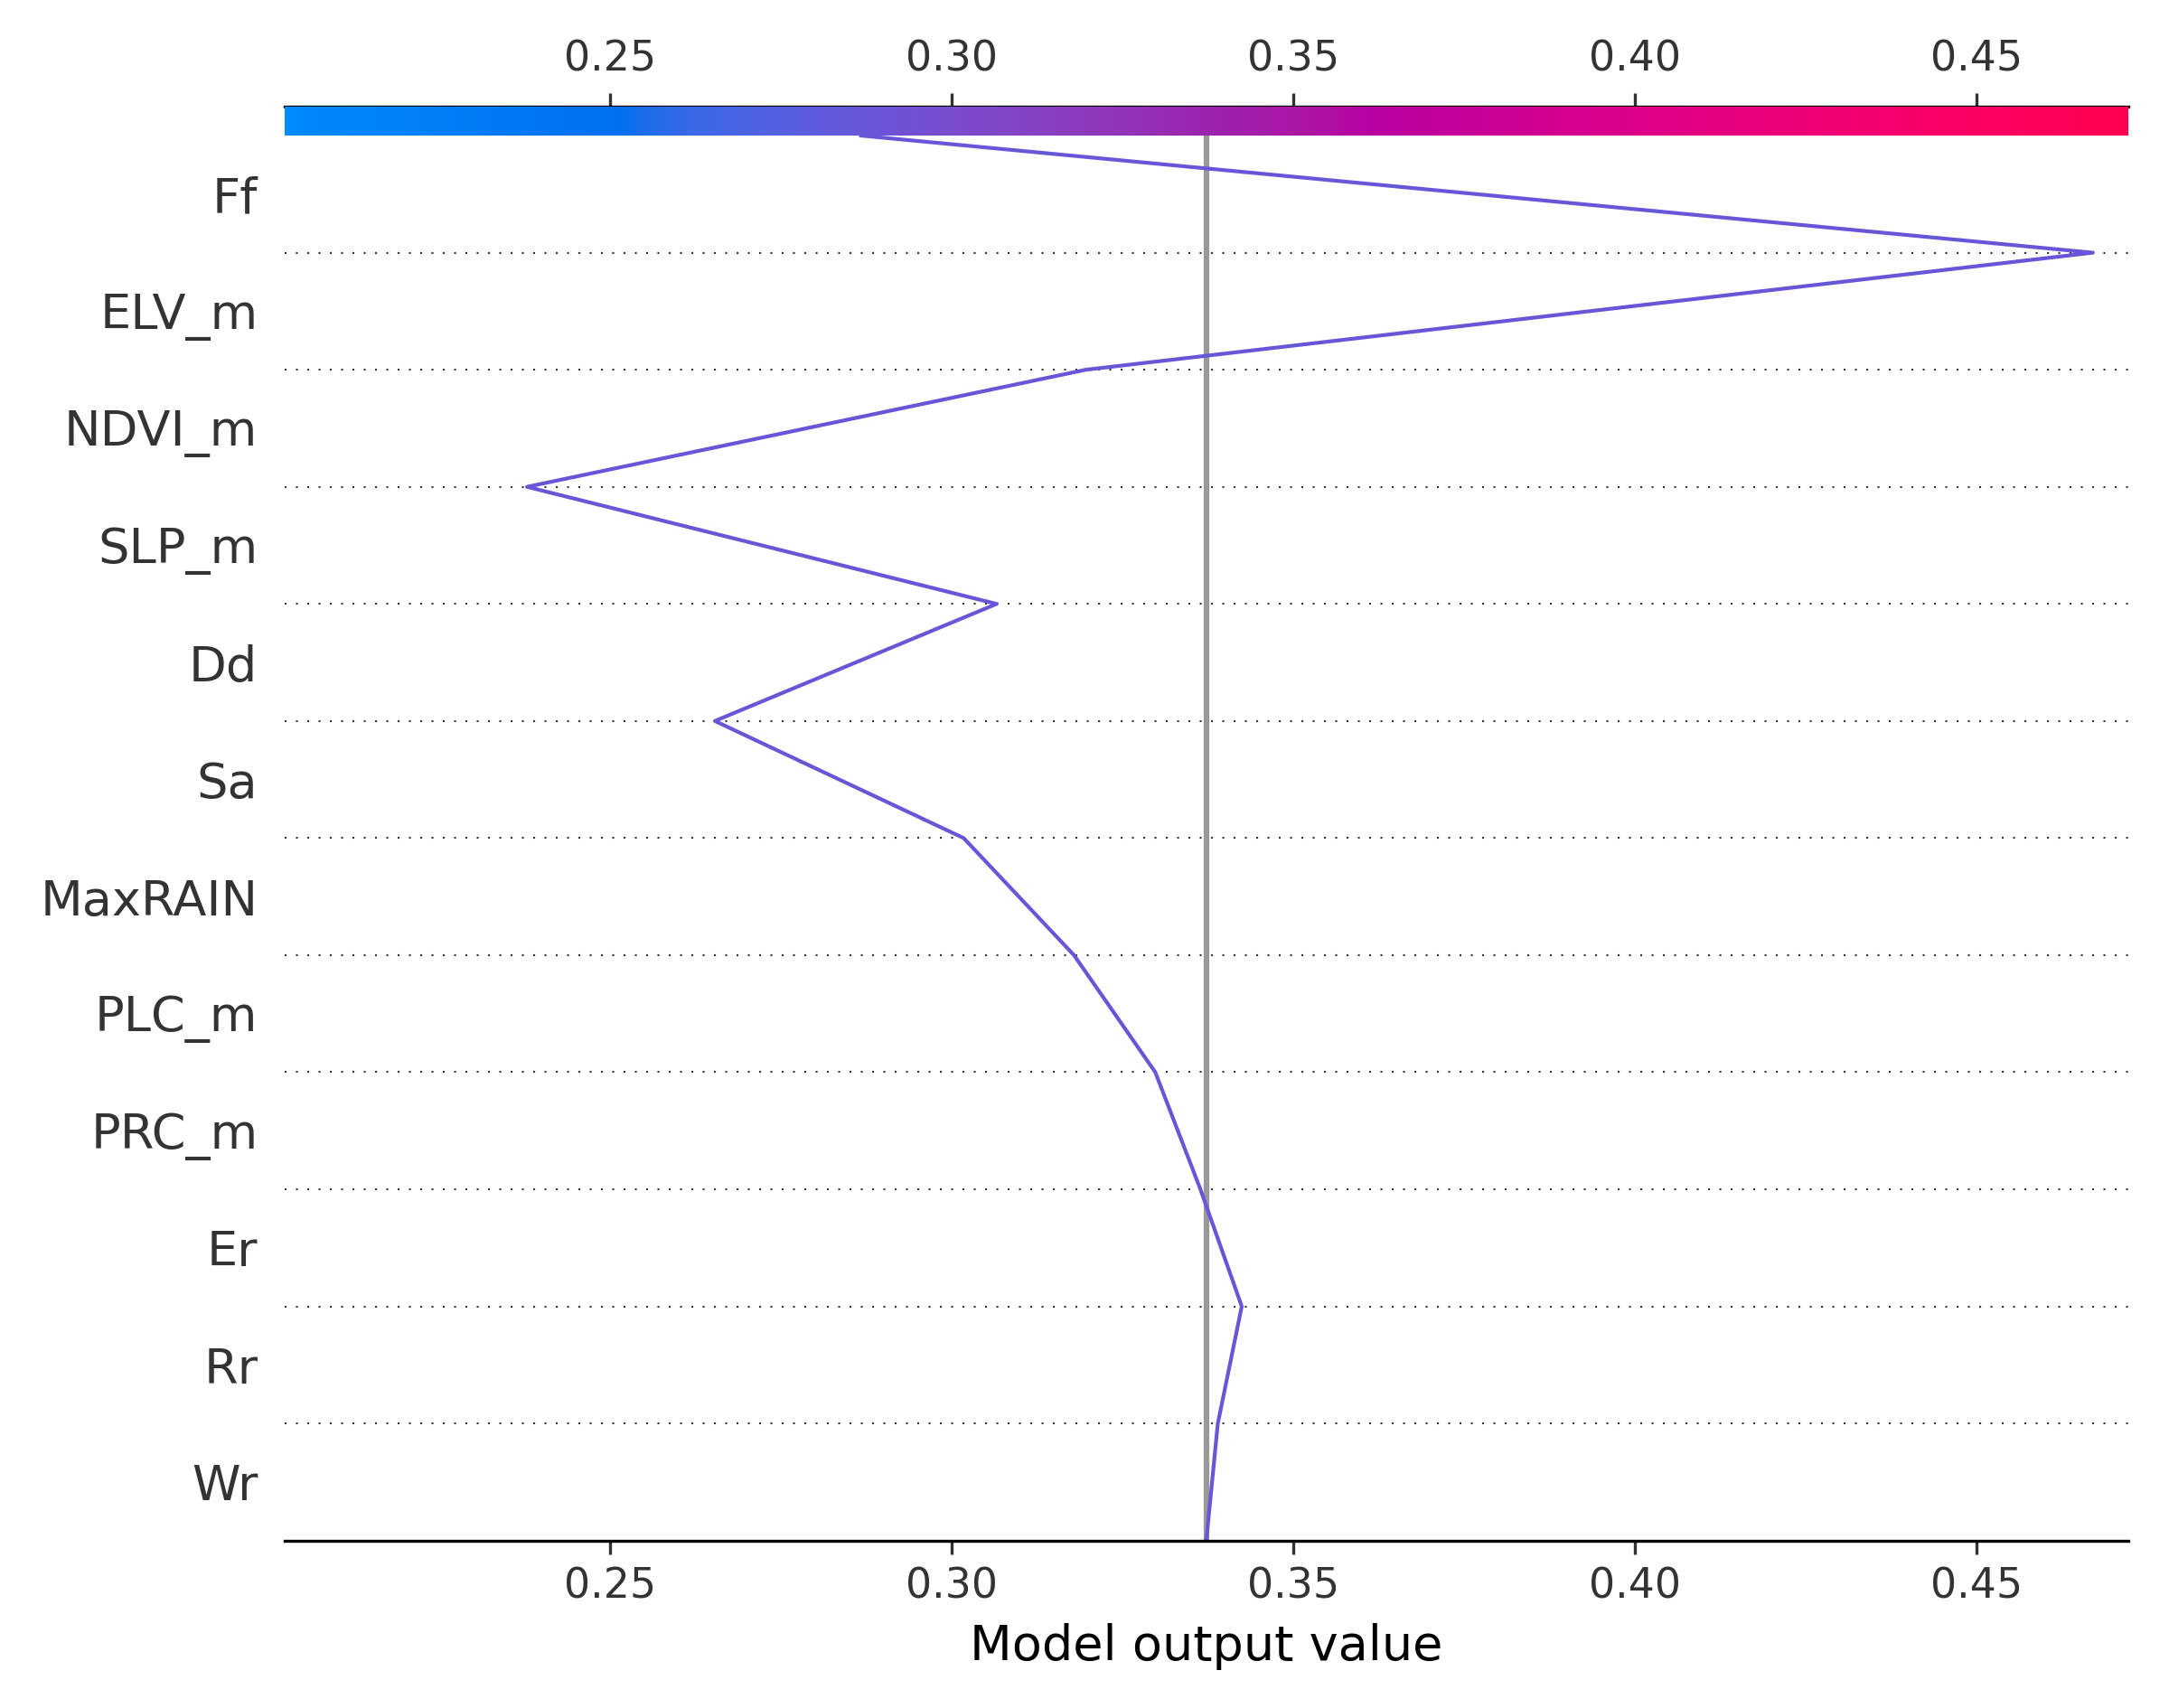 0.25 0.30 0.35 0.40 0.45
Ff
ELV_m
NDVI_m
SLP_m
Dd
Sa
MaxRAIN
PLC_m
PRC_m
Er
Rr
Wr
0.25 0.30 0.35 0.40 0.45
Model output value